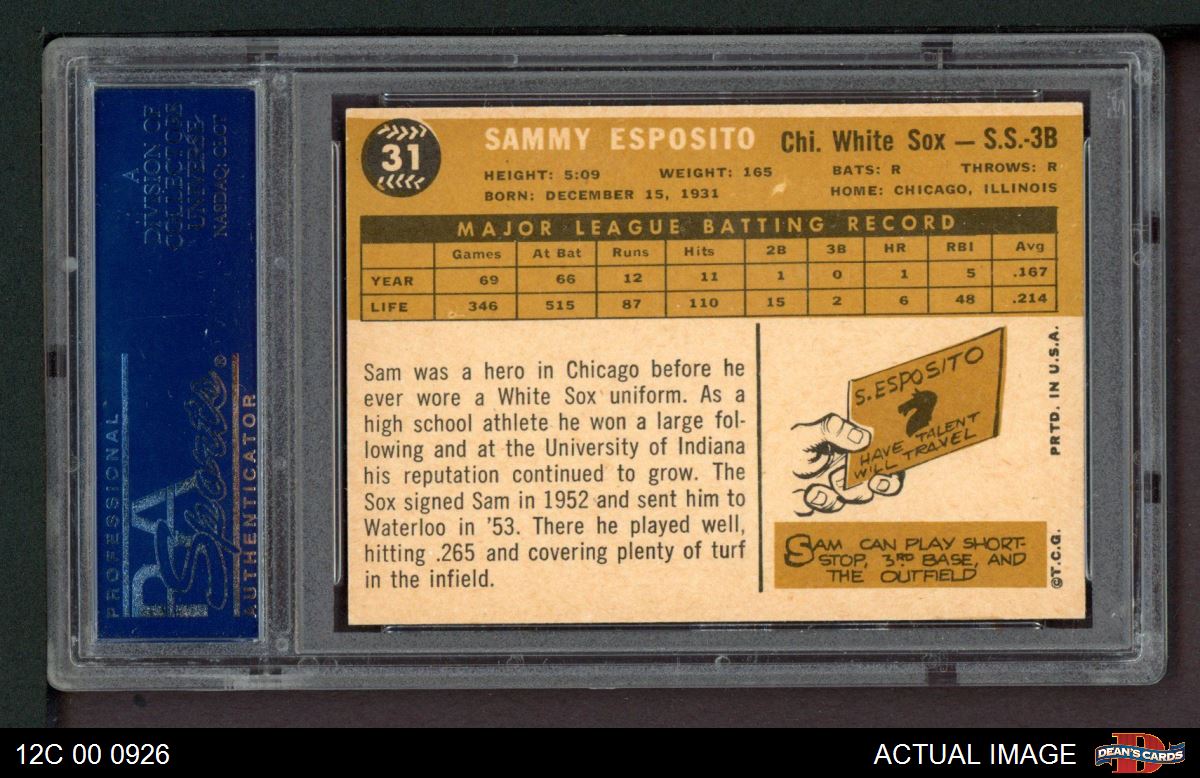 A
DIVISION OF
COLLECTORS
UNIVERSE
NASDAQ: CLCT
PROFESSIONAL
PSA
Sports®
AUTHENTICATOR
31
SAMMY ESPOSITO Chi. White Sox — S.S.-3B
HEIGHT: 5:09 WEIGHT: 165 BATS: R THROWS: R
BORN: DECEMBER 15, 1931 HOME: CHICAGO, ILLINOIS
MAJOR LEAGUE BATTING RECORD
Games At Bat Runs Hits 2B 3B HR RBI Avg
YEAR 69 66 12 11 1 0 1 5 .167
LIFE 346 515 87 110 15 2 6 48 .214
Sam was a hero in Chicago before he
ever wore a White Sox uniform. As a
high school athlete he won a large fol-
lowing and at the University of Indiana
his reputation continued to grow. The
Sox signed Sam in 1952 and sent him to
Waterloo in '53. There he played well,
hitting .265 and covering plenty of turf
in the infield.
S. ESPOSITO
HAVE TALENT
WILL TRAVEL
SAM CAN PLAY SHORT-
STOP, 3RD BASE, AND
THE OUTFIELD
PRTD. IN U.S.A.
©T.C.G.
12C 00 0926
ACTUAL IMAGE
DEAN'S CARDS